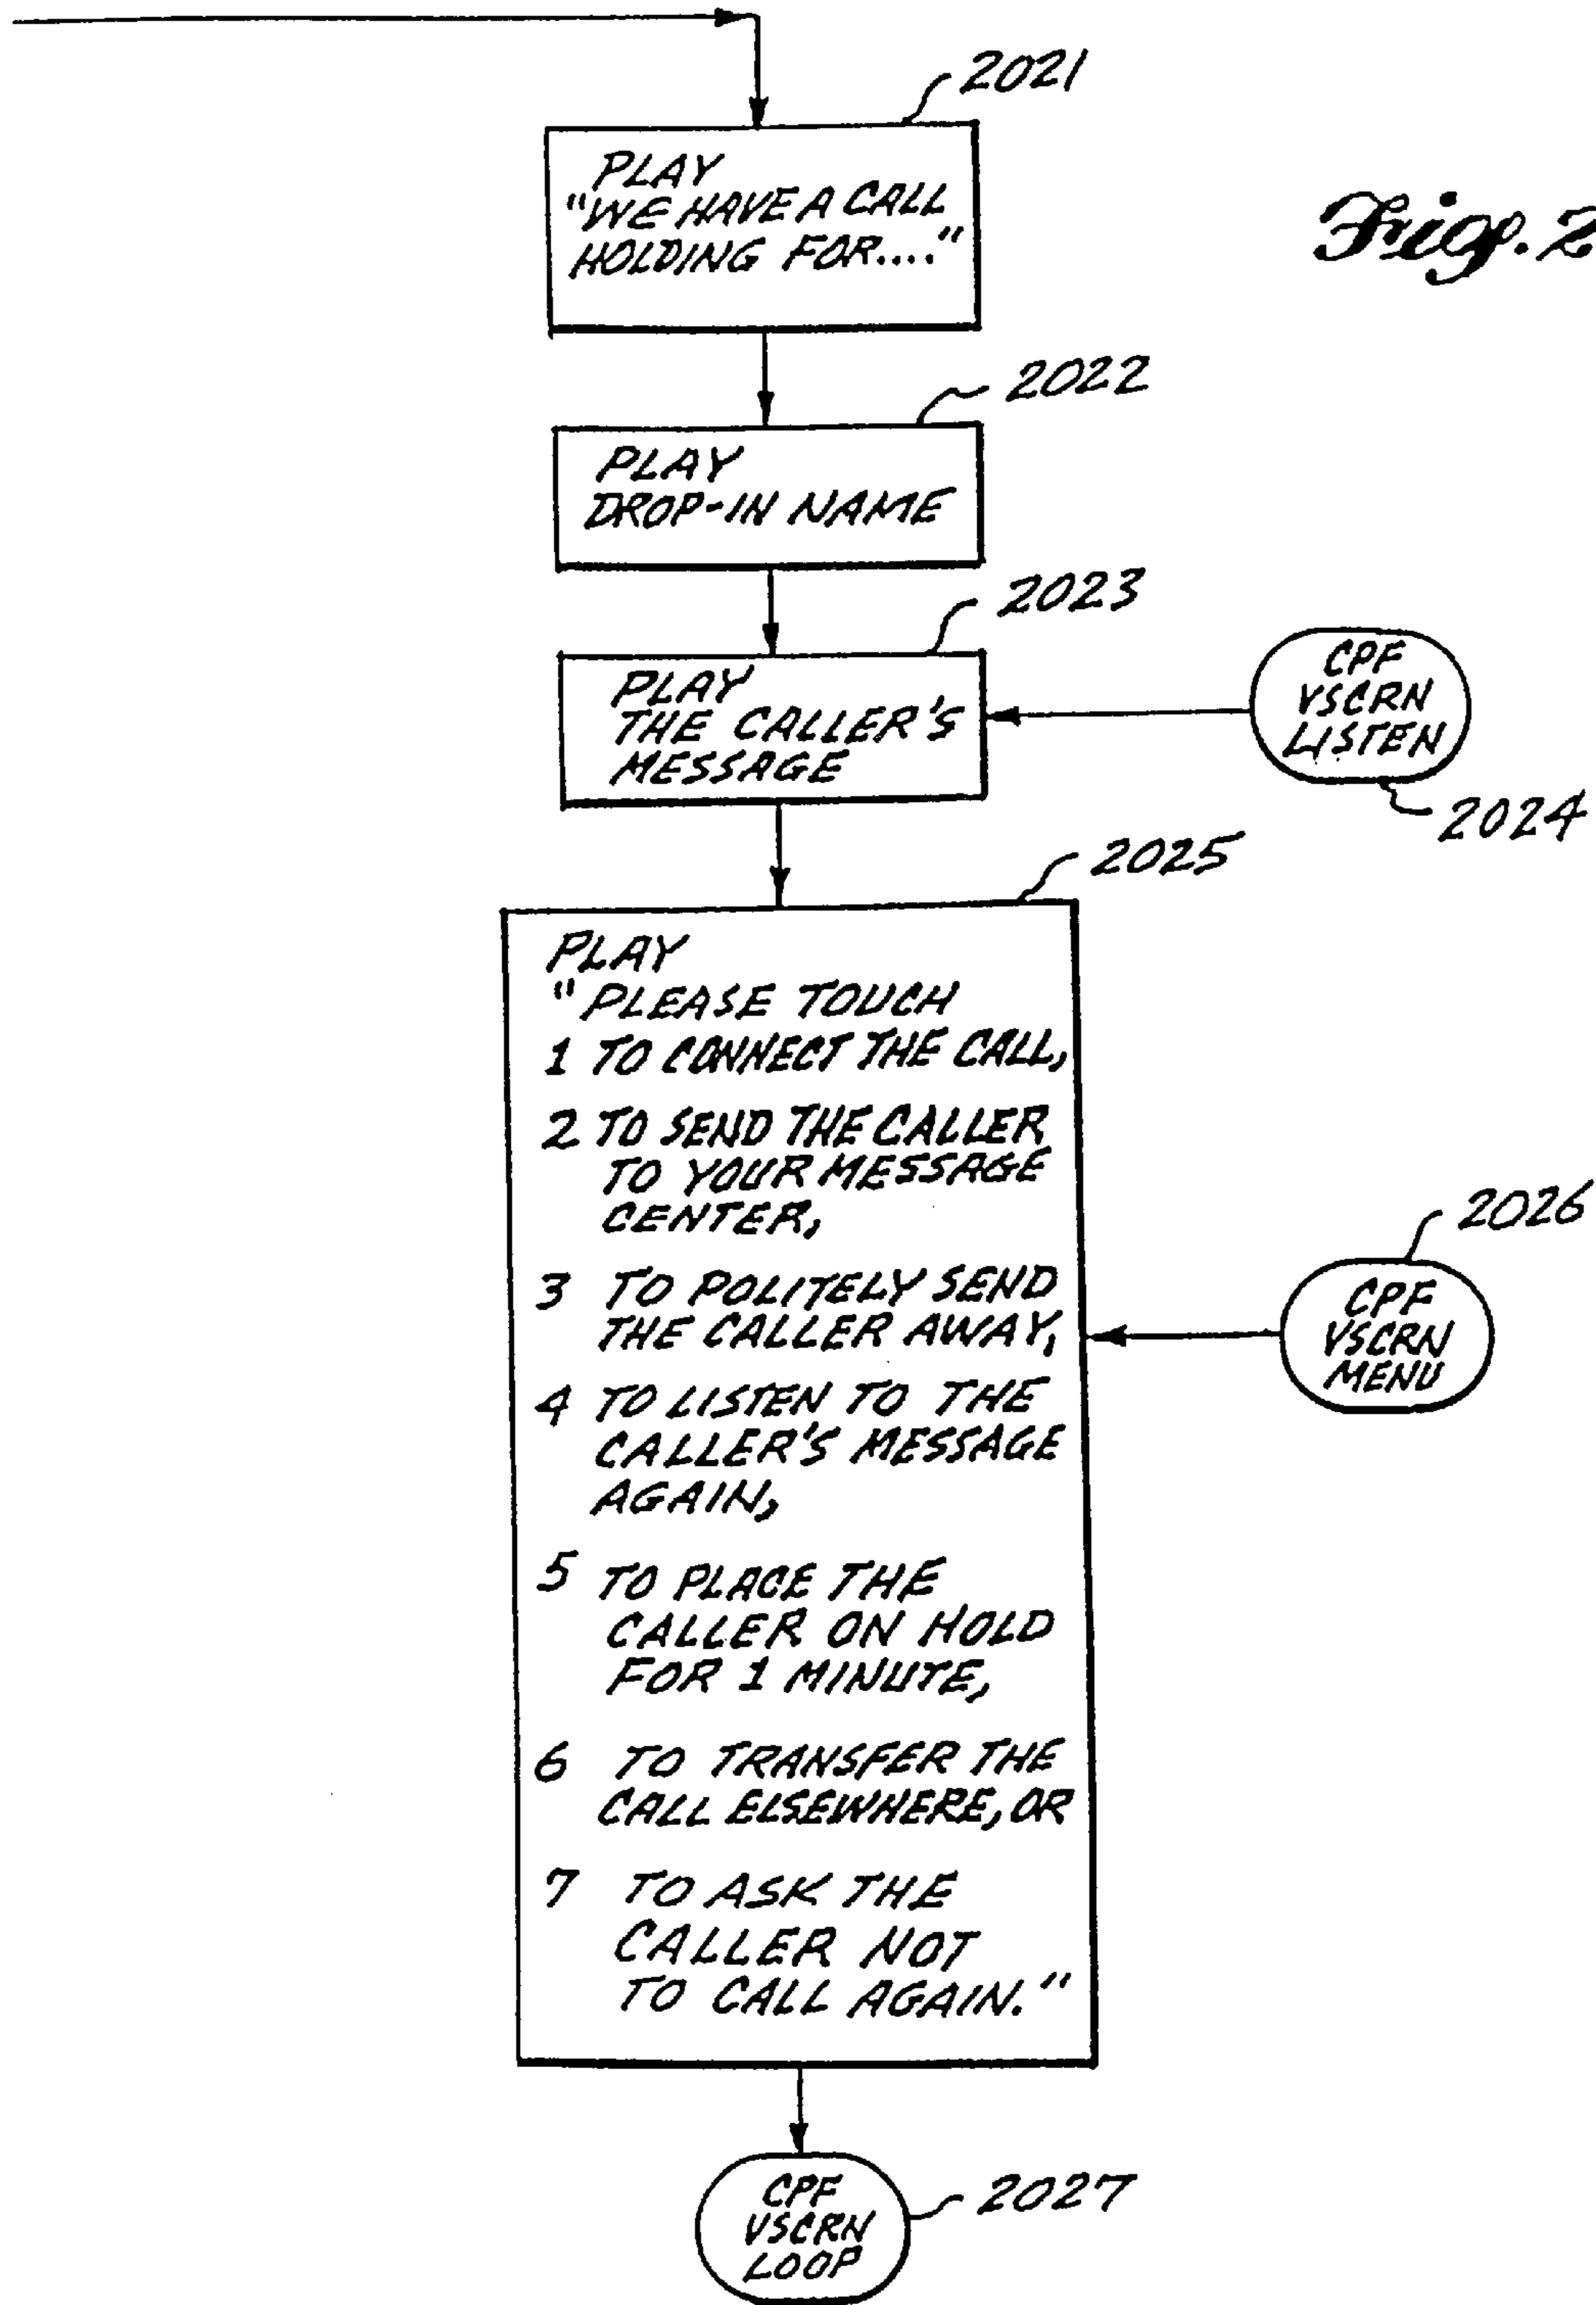 2021
PLAY
"WE HAVE A CALL
HOLDING FOR...."
Fig. 2
2022
PLAY
DROP-IN NAME
2023
PLAY
THE CALLER'S
MESSAGE
CPF
VSCRN
LISTEN
2024
2025
PLAY
"PLEASE TOUCH
1 TO CONNECT THE CALL,
2 TO SEND THE CALLER
TO YOUR MESSAGE
CENTER,
3 TO POLITELY SEND
THE CALLER AWAY,
4 TO LISTEN TO THE
CALLER'S MESSAGE
AGAIN,
5 TO PLACE THE
CALLER ON HOLD
FOR 1 MINUTE,
6 TO TRANSFER THE
CALL ELSEWHERE, OR
7 TO ASK THE
CALLER NOT
TO CALL AGAIN."
2026
CPF
VSCRN
MENU
CPF
VSCRN
LOOP
2027